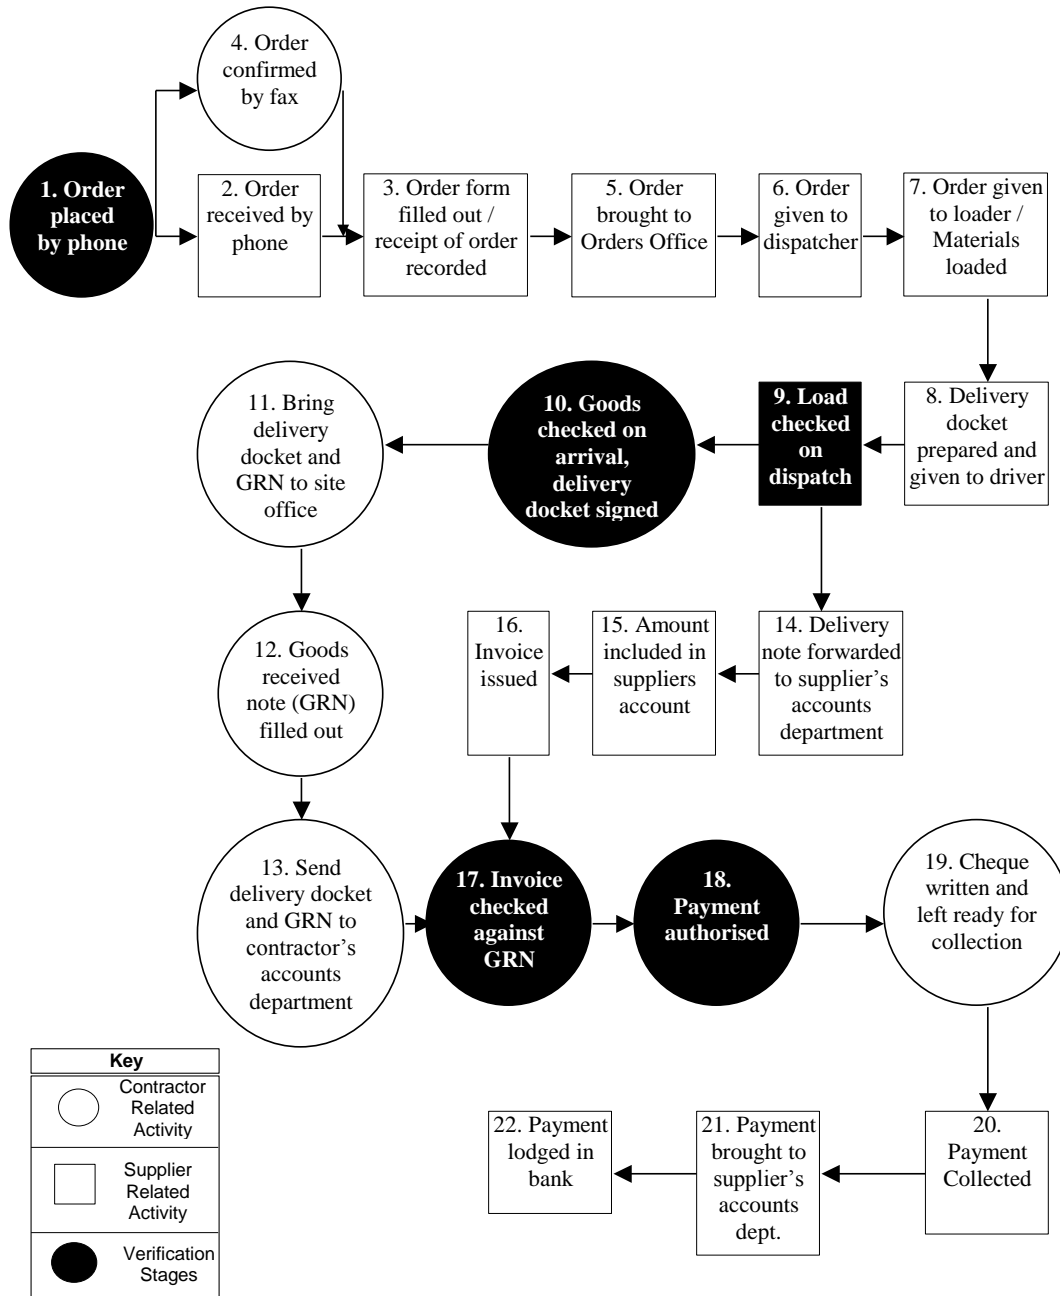 4. Order
confirmed
by fax
1. Order
placed
by phone
2. Order
received by
phone
3. Order form
filled out /
receipt of order
recorded
5. Order
brought to
Orders Office
6. Order
given to
dispatcher
7. Order given
to loader /
Materials
loaded
11. Bring
delivery
docket and
GRN to site
office
10. Goods
checked on
arrival,
delivery
docket signed
9. Load
checked
on
dispatch
8. Delivery
docket
prepared and
given to driver
12. Goods
received
note (GRN)
filled out
16.
Invoice
issued
15. Amount
included in
suppliers
account
14. Delivery
note forwarded
to supplier's
accounts
department
13. Send
delivery docket
and GRN to
contractor's
accounts
department
17. Invoice
checked
against
GRN
18.
Payment
authorised
19. Cheque
written and
left ready for
collection
Key
Contractor
Related
Activity
Supplier
Related
Activity
Verification
Stages
22. Payment
lodged in
bank
21. Payment
brought to
supplier's
accounts
dept.
20.
Payment
Collected